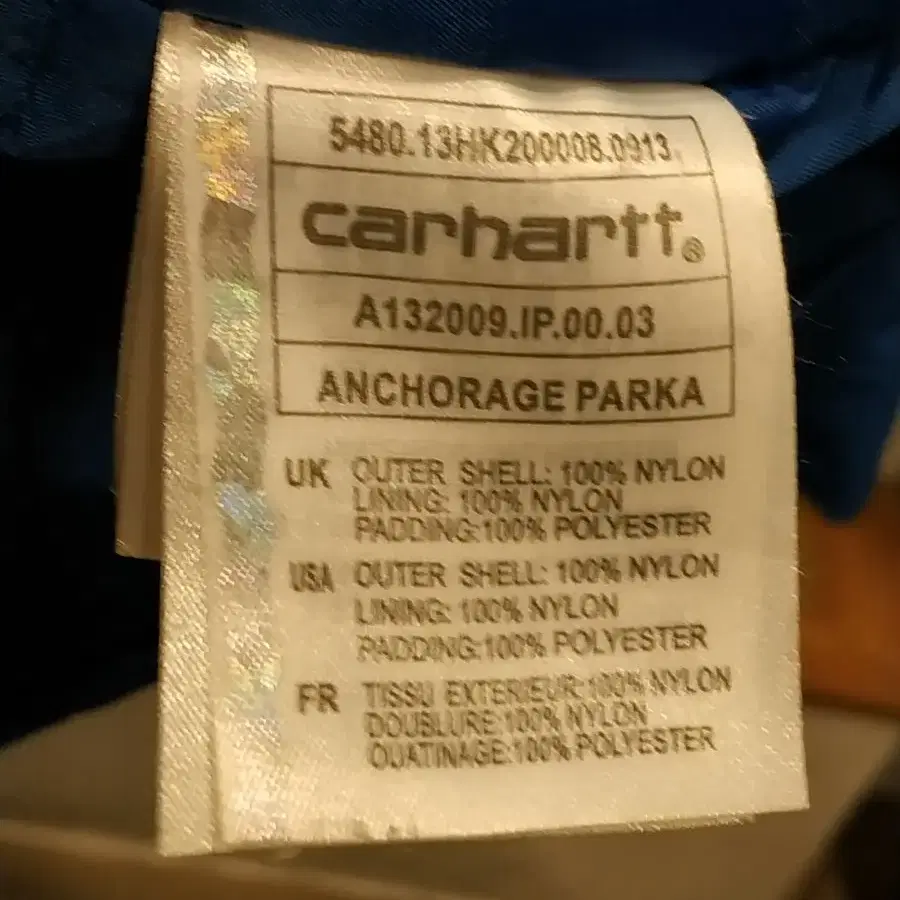 5480.13HK200008.0913.
carhartt®
A132009.IP.00.03
ANCHORAGE PARKA
UK OUTER SHELL: 100% NYLON
LINING: 100% NYLON
PADDING:100% POLYESTER
USA OUTER SHELL: 100% NYLON
LINING: 100% NYLON
PADDING:100% POLYESTER
FR TISSU EXTERIEUR:100% NYLON
DOUBLURE:100% NYLON
OUATINAGE:100% POLYESTER